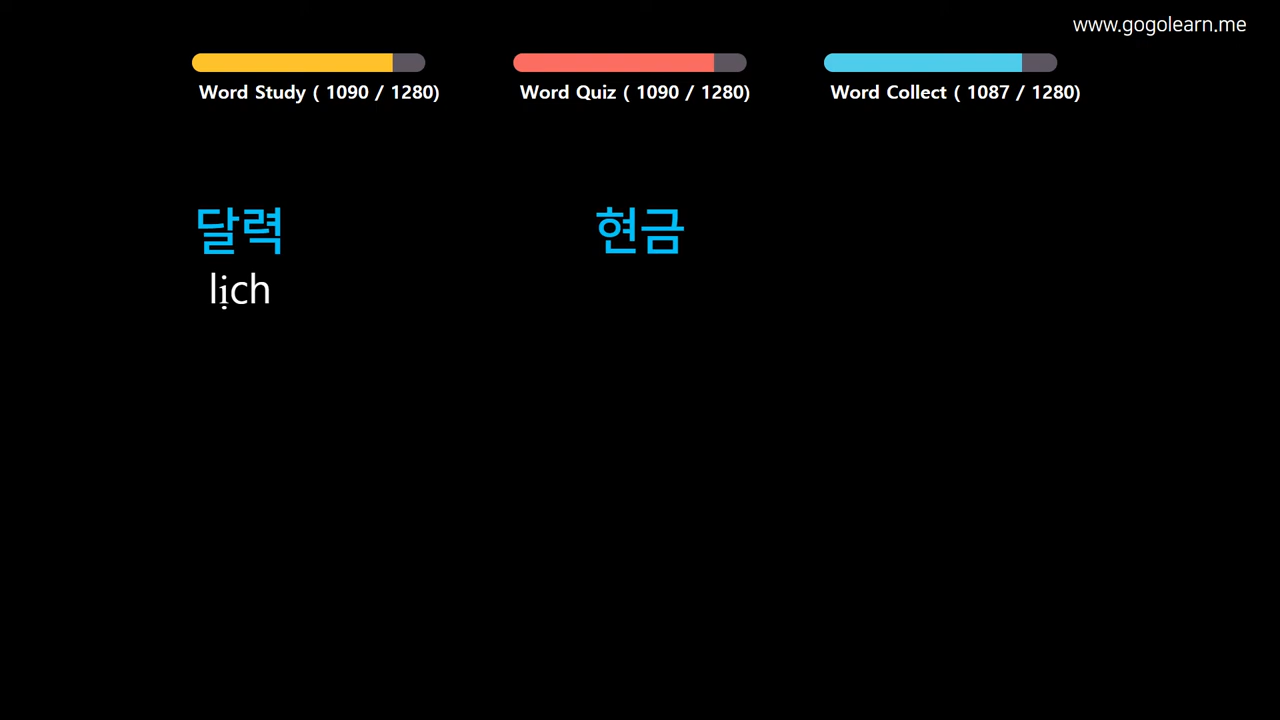 www.gogolearn.me
Word Study ( 1090 / 1280)
Word Quiz ( 1090 / 1280)
Word Collect ( 1087 / 1280)
달력
lịch
현금